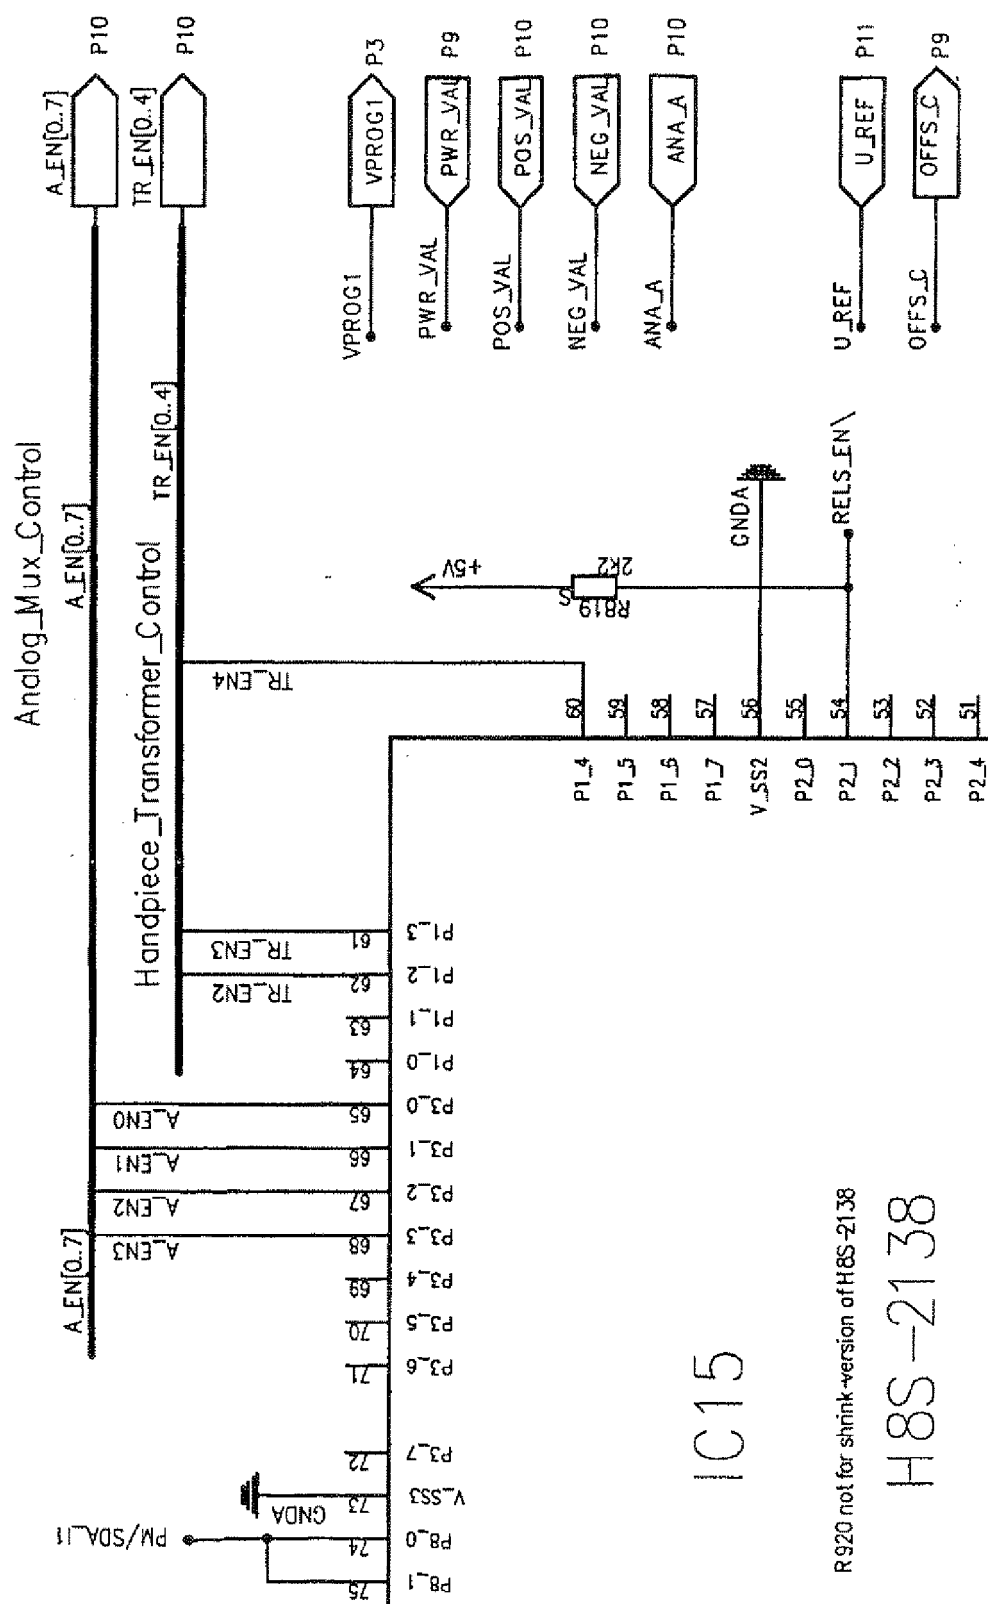 Analog_Mux_Control
A_EN[0..7]
A_EN[0..7]
A_EN[0..7]
P10
Handpiece_Transformer_Control
TR_EN[0..4]
TR_EN[0..4]
P10
VPROG1
VPROG1
P3
PWR_VAL
PWR_VAL
P9
POS_VAL
POS_VAL
P10
NEG_VAL
NEG_VAL
P10
ANA_A
ANA_A
P10
U_REF
U_REF
P11
OFFS_C
OFFS_C
P9
+5V
R819
2K2
S
GNDA
RELS_EN\
TR_EN4
TR_EN3
TR_EN2
A_EN0
A_EN1
A_EN2
A_EN3
GNDA
PM/SDA_I1
75 P8_1
74 P8_0
73 V_SS3
72 P3_7
71 P3_6
70 P3_5
69 P3_4
68 P3_3
67 P3_2
66 P3_1
65 P3_0
64 P1_0
63 P1_1
62 P1_2
61 P1_3
60 P1_4
59 P1_5
58 P1_6
57 P1_7
56 V_SS2
55 P2_0
54 P2_1
53 P2_2
52 P2_3
51 P2_4
IC15
R920 not for shrink-version of H8S-2138
H8S-2138